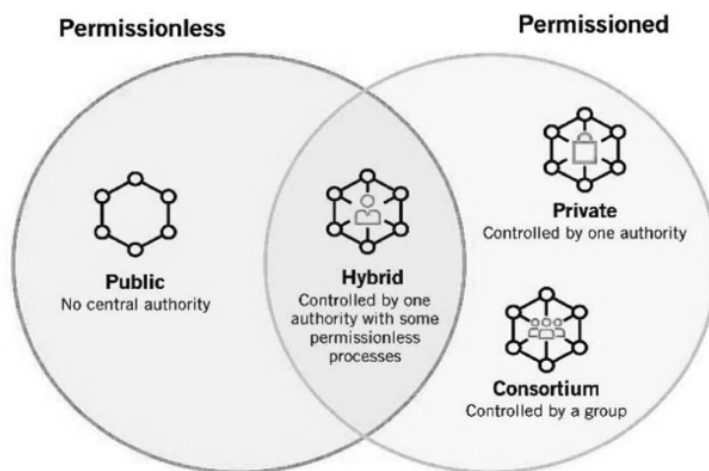 Permissionless
Permissioned
Public
No central authority
Hybrid
Controlled by one
authority with some
permissionless
processes
Private
Controlled by one authority
Consortium
Controlled by a group